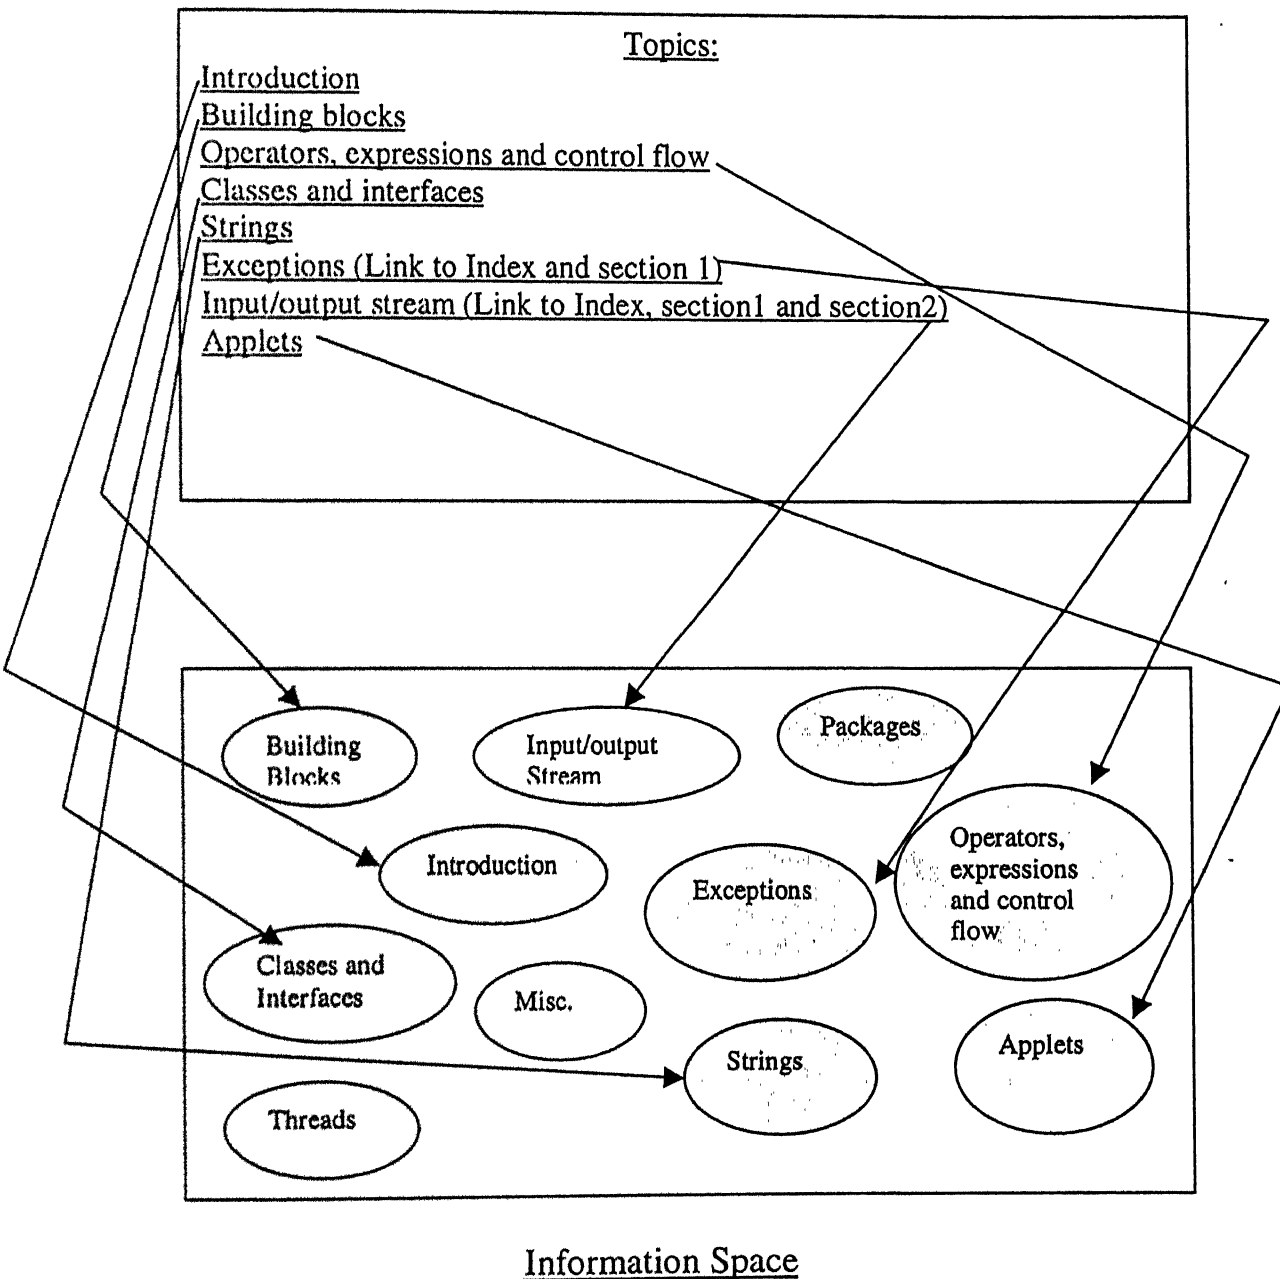 Topics:
Introduction
Building blocks
Operators, expressions and control flow
Classes and interfaces
Strings
Exceptions (Link to Index and section 1)
Input/output stream (Link to Index, section1 and section2)
Applets
Building
Blocks
Input/output
Stream
Packages
Introduction
Exceptions
Operators,
expressions
and control
flow
Classes and
Interfaces
Misc.
Strings
Applets
Threads
Information Space